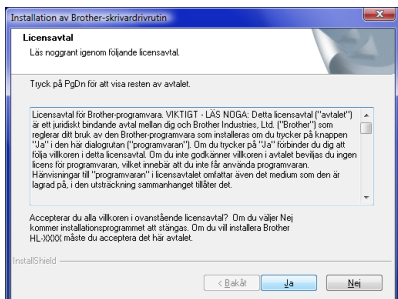 Installation av Brother-skrivardrivrutin
Licensavtal
Läs noggrant igenom följande licensavtal.
Tryck på PgDn för att visa resten av avtalet.
Licensavtal för Brother-programvara. VIKTIGT - LÄS NOGA: Detta licensavtal ("avtalet")
är ett juridiskt bindande avtal mellan dig och Brother Industries, Ltd. ("Brother") som
reglerar ditt bruk av den Brother-programvara som installeras om du trycker på knappen
"Ja" i den här dialogrutan ("programvaran"). Om du trycker på "Ja" förbinder du dig att
följa villkoren i detta licensavtal. Om du inte godkänner villkoren i avtalet beviljas du ingen
licens för programvaran, vilket innebär att du inte får använda programvaran.
Hänvisningar till "programvaran" i licensavtalet omfattar även det medium som den är
lagrad på, i den utsträckning sammanhanget tillåter det.
Accepterar du alla villkoren i ovanstående licensavtal? Om du väljer Nej
kommer installationsprogrammet att stängas. Om du vill installera Brother
HL-XXXX måste du acceptera det här avtalet.
InstallShield
< Bakåt Ja Nej